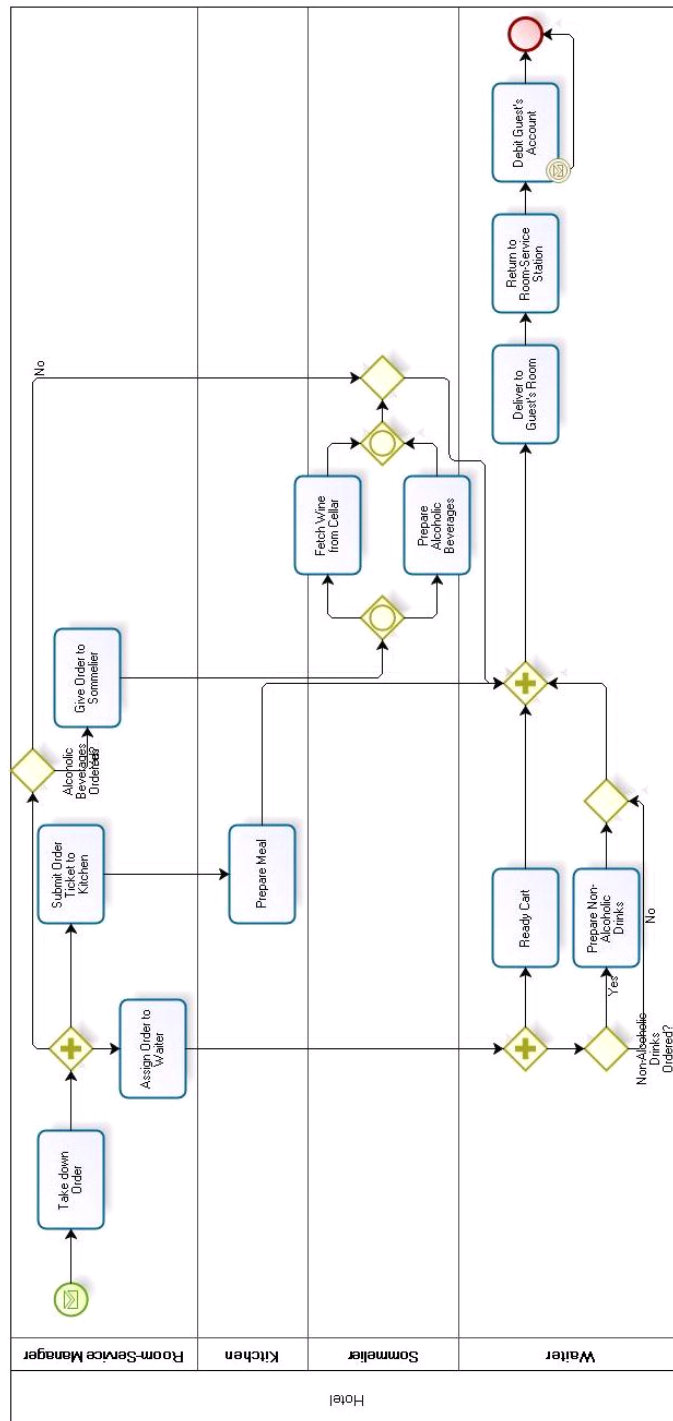 Hotel
Room-Service Manager
Kitchen
Sommelier
Waiter
Take down
Order
Assign Order to
Waiter
Submit Order
Ticket to
Kitchen
Alcoholic
Beverages
Ordered?
Give Order to
Sommelier
No
Prepare Meal
Fetch Wine
from Cellar
Prepare
Alcoholic
Beverages
Ready Cart
Non-Alcoholic
Drinks
Ordered?
Yes
No
Prepare Non-
Alcoholic
Drinks
Deliver to
Guest's Room
Return to
Room-Service
Station
Debit Guest's
Account